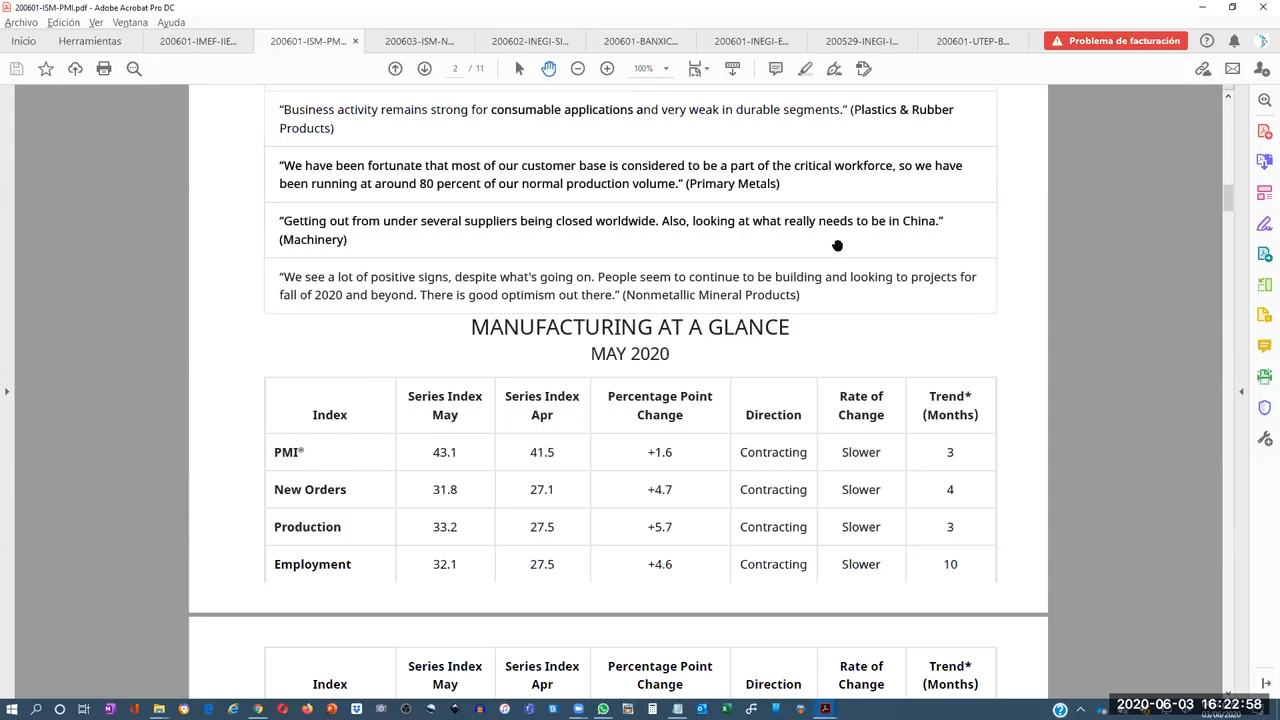 200601-ISM-PMI.pdf - Adobe Acrobat Pro DC
Archivo Edición Ver Ventana Ayuda
Inicio Herramientas 200601-IMEF-IIE... 200601-ISM-PM... × 200603-ISM-N... 200602-INEGI-SI... 200601-BANXIC... 200601-INEGI-E... 200529-INEGI-I... 200601-UTEP-B... Problema de facturación
2 / 11 100%
“Business activity remains strong for consumable applications and very weak in durable segments.” (Plastics & Rubber
Products)
“We have been fortunate that most of our customer base is considered to be a part of the critical workforce, so we have
been running at around 80 percent of our normal production volume.” (Primary Metals)
“Getting out from under several suppliers being closed worldwide. Also, looking at what really needs to be in China.”
(Machinery)
“We see a lot of positive signs, despite what's going on. People seem to continue to be building and looking to projects for
fall of 2020 and beyond. There is good optimism out there.” (Nonmetallic Mineral Products)
MANUFACTURING AT A GLANCE
MAY 2020
Index Series Index May Series Index Apr Percentage Point Change Direction Rate of Change Trend* (Months)
PMI® 43.1 41.5 +1.6 Contracting Slower 3
New Orders 31.8 27.1 +4.7 Contracting Slower 4
Production 33.2 27.5 +5.7 Contracting Slower 3
Employment 32.1 27.5 +4.6 Contracting Slower 10
Index Series Index May Series Index Apr Percentage Point Change Direction Rate of Change Trend* (Months)
2020-06-03 16:22:58
03/06/2020